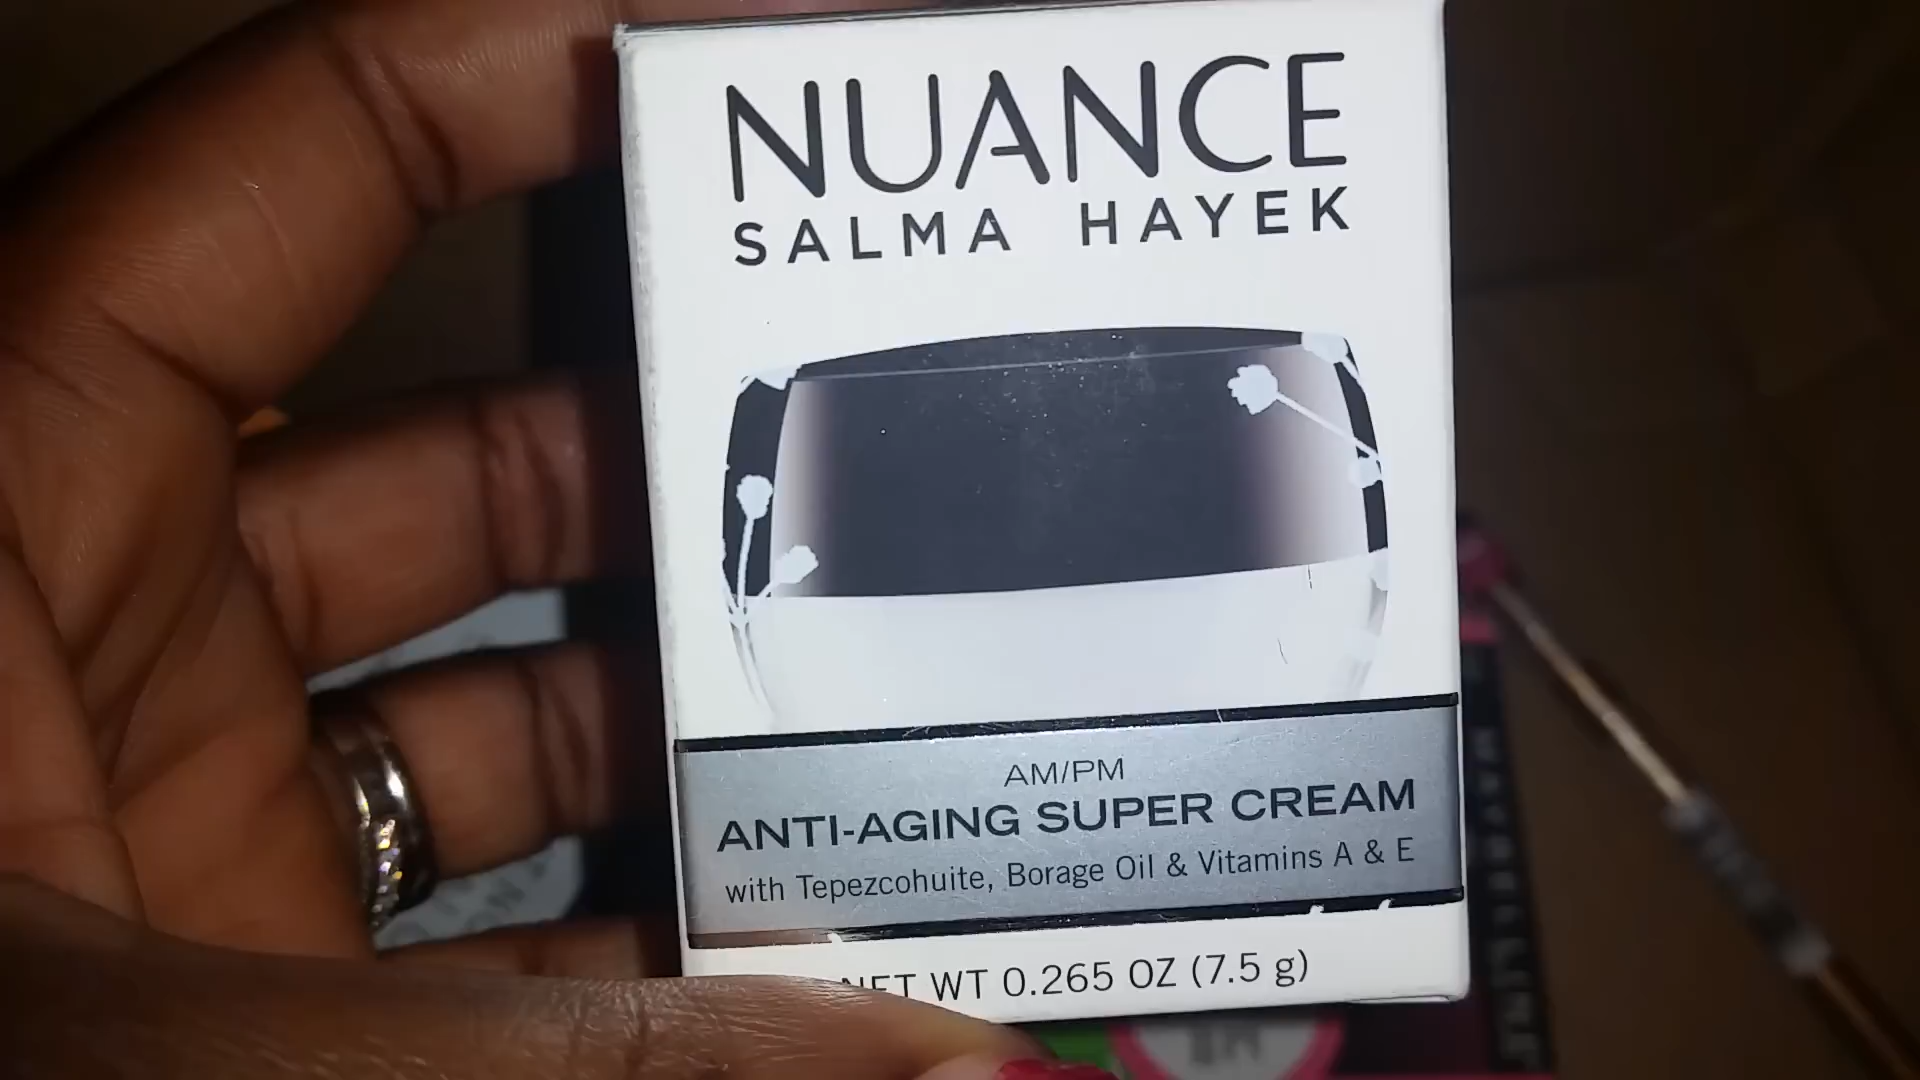 NUANCE
SALMA HAYEK
AM/PM
ANTI-AGING SUPER CREAM
with Tepezcohuite, Borage Oil & Vitamins A & E
NET WT 0.265 OZ (7.5 g)